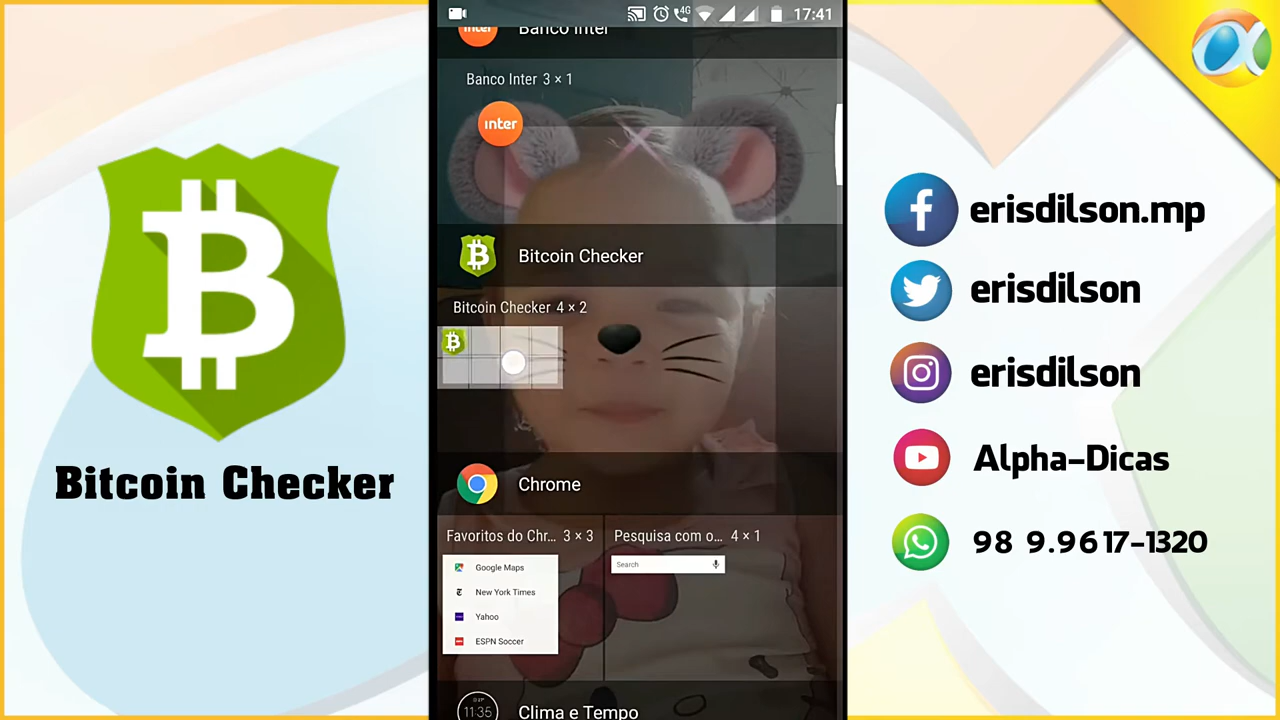 Bitcoin Checker
17:41
4G
inter
Banco Inter
Banco Inter 3 × 1
inter
Bitcoin Checker
Bitcoin Checker 4 × 2
Chrome
Favoritos do Chr... 3 × 3
Pesquisa com o... 4 × 1
Google Maps
New York Times
Yahoo
ESPN Soccer
Search
11:35
Clima e Tempo
erisdilson.mp
erisdilson
erisdilson
Alpha-Dicas
98 9.9617-1320